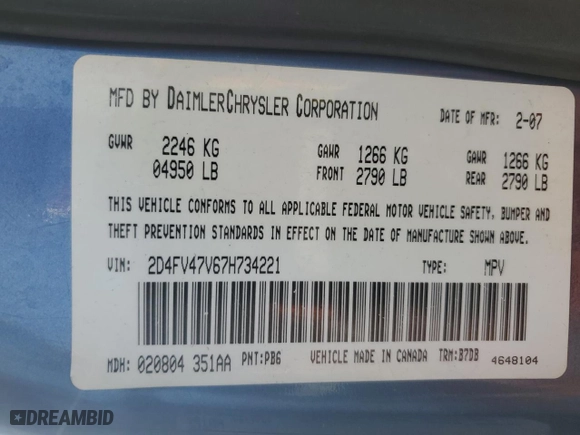 MFD BY DAIMLERCHRYSLER CORPORATION DATE OF MFR: 2-07
GVWR 2246 KG GAWR 1266 KG GAWR 1266 KG
04950 LB FRONT 2790 LB REAR 2790 LB
THIS VEHICLE CONFORMS TO ALL APPLICABLE FEDERAL MOTOR VEHICLE SAFETY, BUMPER AND
THEFT PREVENTION STANDARDS IN EFFECT ON THE DATE OF MANUFACTURE SHOWN ABOVE.
VIN: 2D4FV47V67H734221 TYPE: MPV
MDH: 020804 351AA PNT:PB6 VEHICLE MADE IN CANADA TRM:B7DB 4648104
DREAMBID